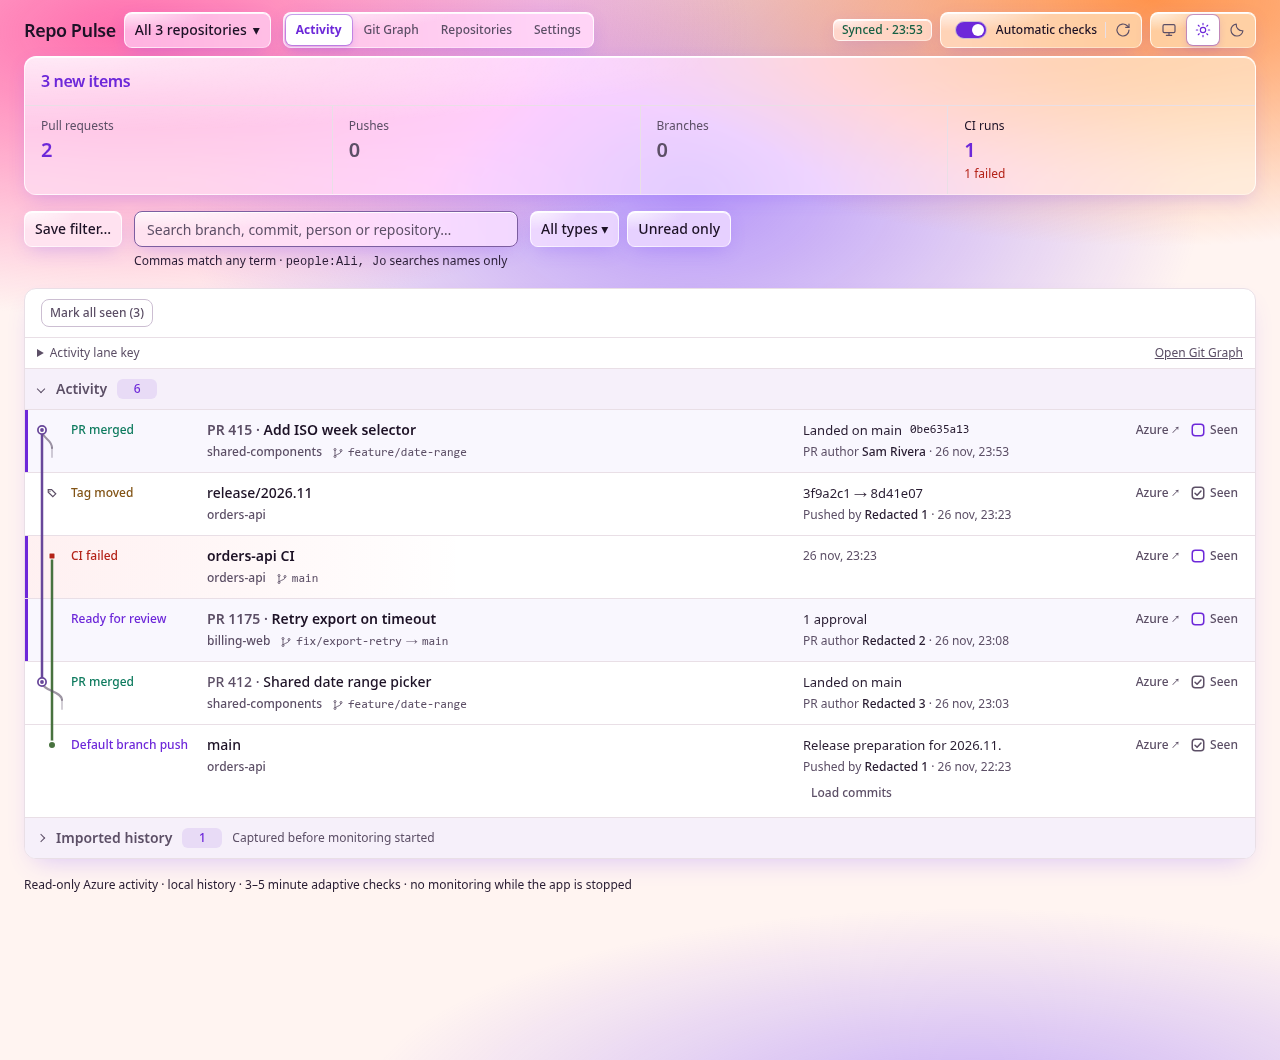 Repo Pulse
All 3 repositories ▾
Activity
Git Graph
Repositories
Settings
Synced · 23:53
Automatic checks
3 new items
Pull requests
2
Pushes
0
Branches
0
CI runs
1
1 failed
Save filter...
Search branch, commit, person or repository...
All types ▾
Unread only
Commas match any term · people:Ali, Jo searches names only
Mark all seen (3)
▶ Activity lane key
Open Git Graph
Activity 6
PR merged
PR 415 · Add ISO week selector
shared-components feature/date-range
Landed on main 0be635a13
PR author Sam Rivera · 26 nov, 23:53
Azure ↗ Seen
Tag moved
release/2026.11
orders-api
3f9a2c1 → 8d41e07
Pushed by Redacted 1 · 26 nov, 23:23
Azure ↗ Seen
CI failed
orders-api CI
orders-api main
26 nov, 23:23
Azure ↗ Seen
Ready for review
PR 1175 · Retry export on timeout
billing-web fix/export-retry → main
1 approval
PR author Redacted 2 · 26 nov, 23:08
Azure ↗ Seen
PR merged
PR 412 · Shared date range picker
shared-components feature/date-range
Landed on main
PR author Redacted 3 · 26 nov, 23:03
Azure ↗ Seen
Default branch push
main
orders-api
Release preparation for 2026.11.
Pushed by Redacted 1 · 26 nov, 22:23
Azure ↗ Seen
Load commits
Imported history 1 Captured before monitoring started
Read-only Azure activity · local history · 3–5 minute adaptive checks · no monitoring while the app is stopped